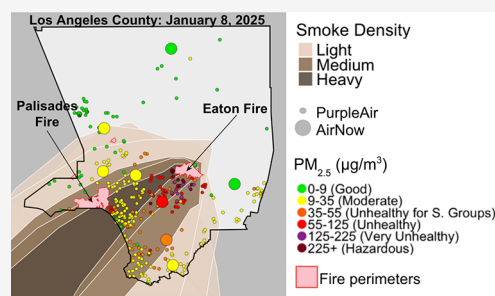 Los Angeles County: January 8, 2025
Palisades
Fire
Eaton Fire
Smoke Density
Light
Medium
Heavy
PurpleAir
AirNow
PM2.5 (µg/m³)
0-9 (Good)
9-35 (Moderate)
35-55 (Unhealthy for S. Groups)
55-125 (Unhealthy)
125-225 (Very Unhealthy)
225+ (Hazardous)
Fire perimeters